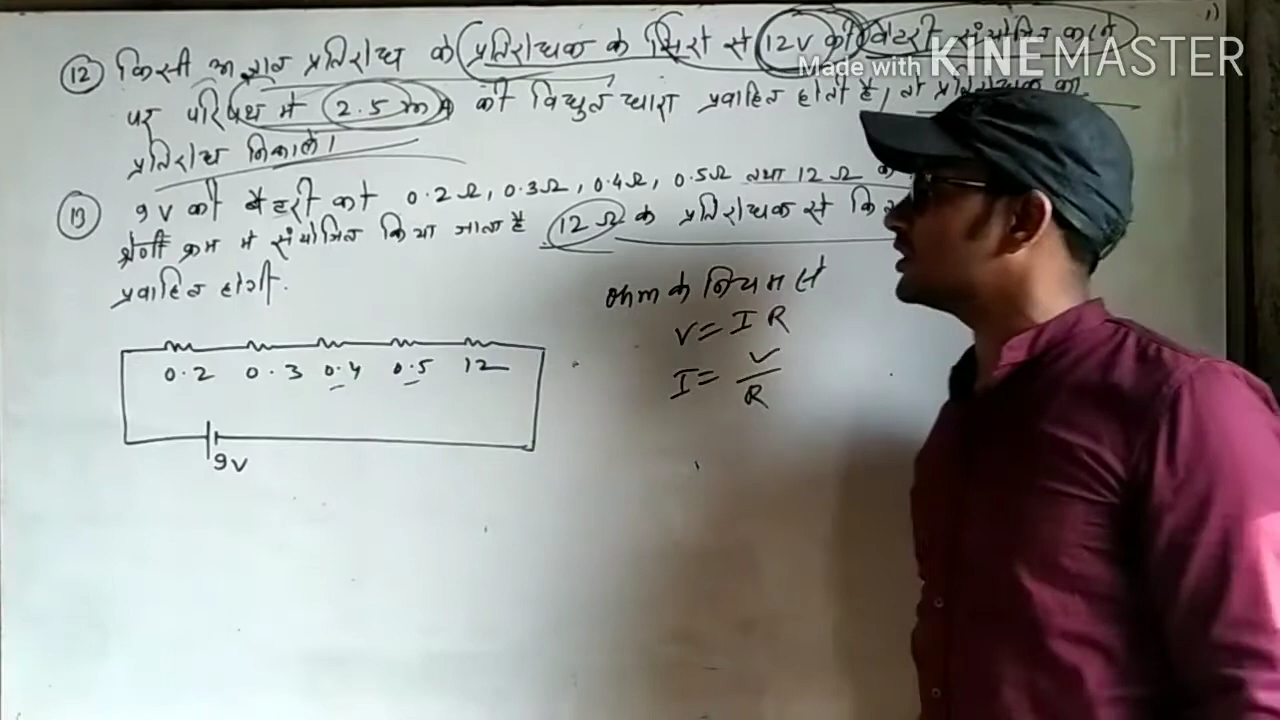 1)
Made with KINEMASTER
(12) किसी अज्ञात प्रतिरोध के प्रतिरोधक के सिरो से 12V की बैटरी संयोजित करने
पर परिपथ मे 2.5 mA की विद्युत धारा प्रवाहित होती है, तो प्रतिरोधक का
प्रतिरोध निकाले।
(13) 9V की बैटरी को 0.2Ω, 0.3Ω, 0.4Ω, 0.5Ω तथा 12Ω के
श्रेणी क्रम मे संयोजित किया जाता है 12Ω के प्रतिरोधक से
प्रवाहित होगी.
ohm के नियम से
V = I R
I = V/R
0.2 0.3 0.4 0.5 12
9V